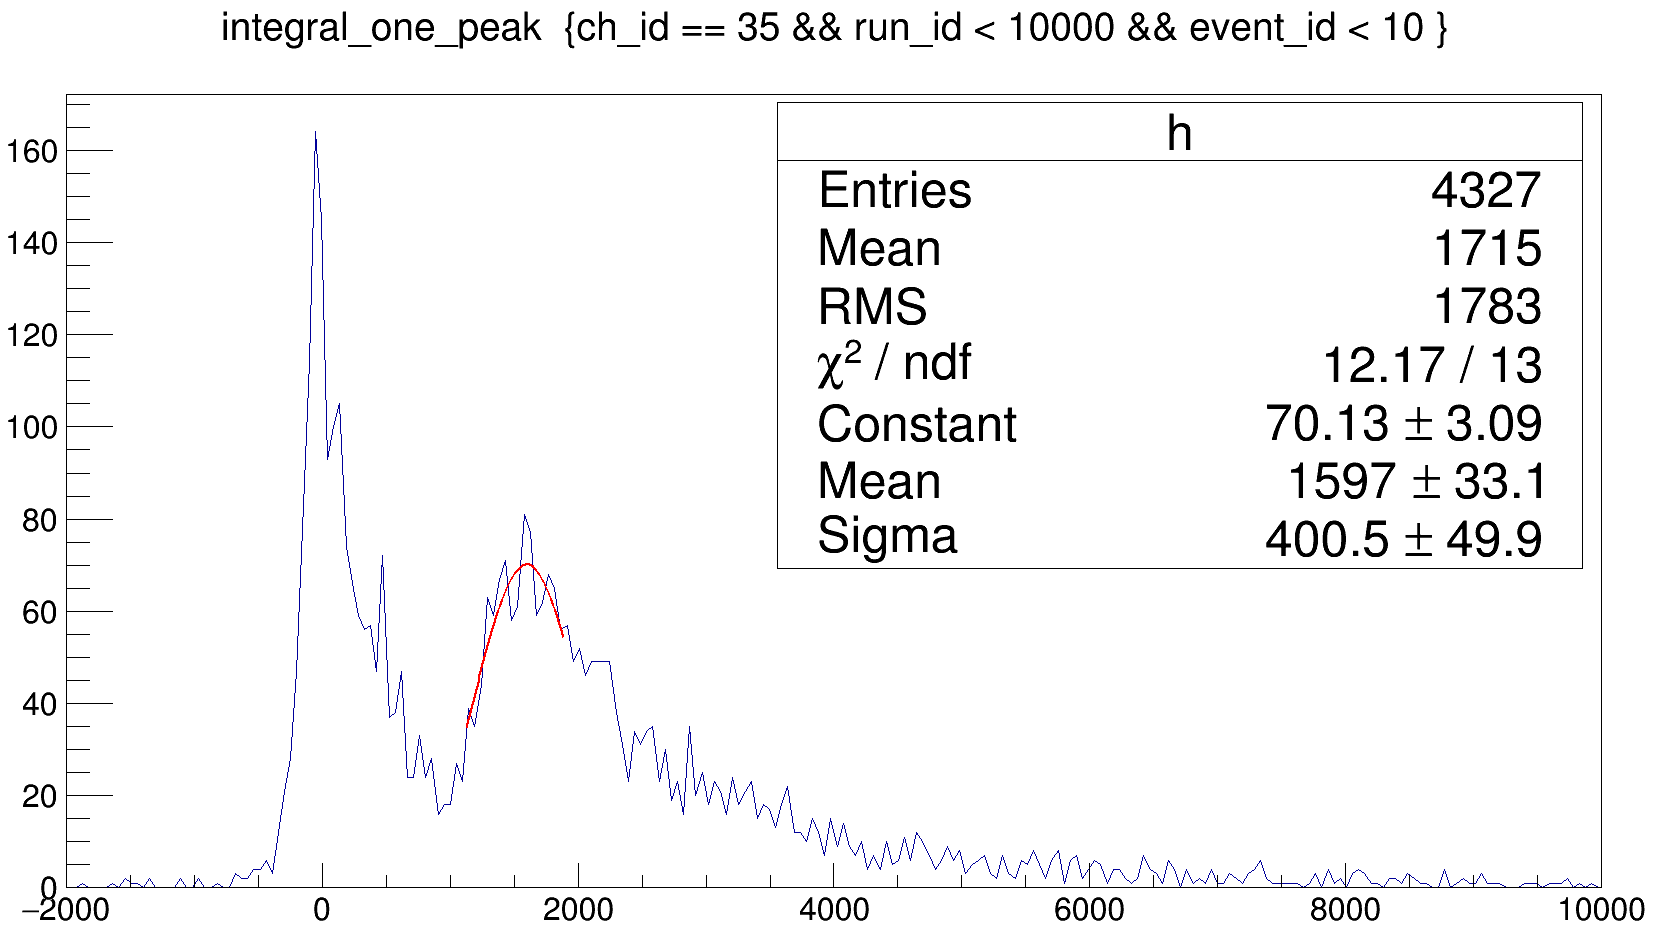 integral_one_peak {ch_id == 35 && run_id < 10000 && event_id < 10 }
h
Entries 4327
Mean 1715
RMS 1783
χ² / ndf 12.17 / 13
Constant 70.13 ± 3.09
Mean 1597 ± 33.1
Sigma 400.5 ± 49.9
160
140
120
100
80
60
40
20
0
−2000 0 2000 4000 6000 8000 10000